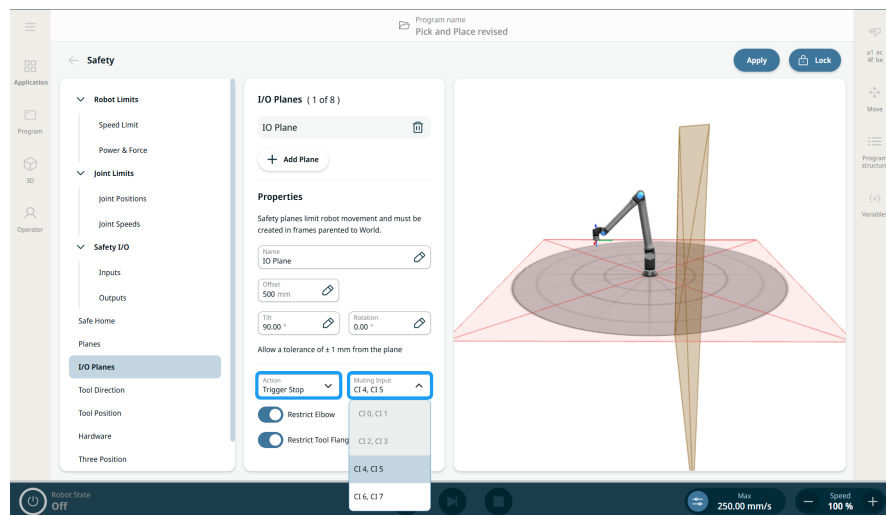 Program name
Pick and Place revised
Safety
Apply
Lock
a1 ec
4f be
Application
Program
3D
Operator
Robot Limits
Speed Limit
Power & Force
Joint Limits
Joint Positions
Joint Speeds
Safety I/O
Inputs
Outputs
Safe Home
Planes
I/O Planes
Tool Direction
Tool Position
Hardware
Three Position
I/O Planes ( 1 of 8 )
IO Plane
Add Plane
Properties
Safety planes limit robot movement and must be
created in frames parented to World.
Name
IO Plane
Offset
500 mm
Tilt
90.00 °
Rotation
0.00 °
Allow a tolerance of ± 1 mm from the plane
Action
Trigger Stop
Muting Input
CI 4, CI 5
Restrict Elbow
Restrict Tool Flang
CI 0, CI 1
CI 2, CI 3
CI 4, CI 5
CI 6, CI 7
Move
Program
structure
{x}
Variables
Robot State
Off
Max
250.00 mm/s
Speed
100 %